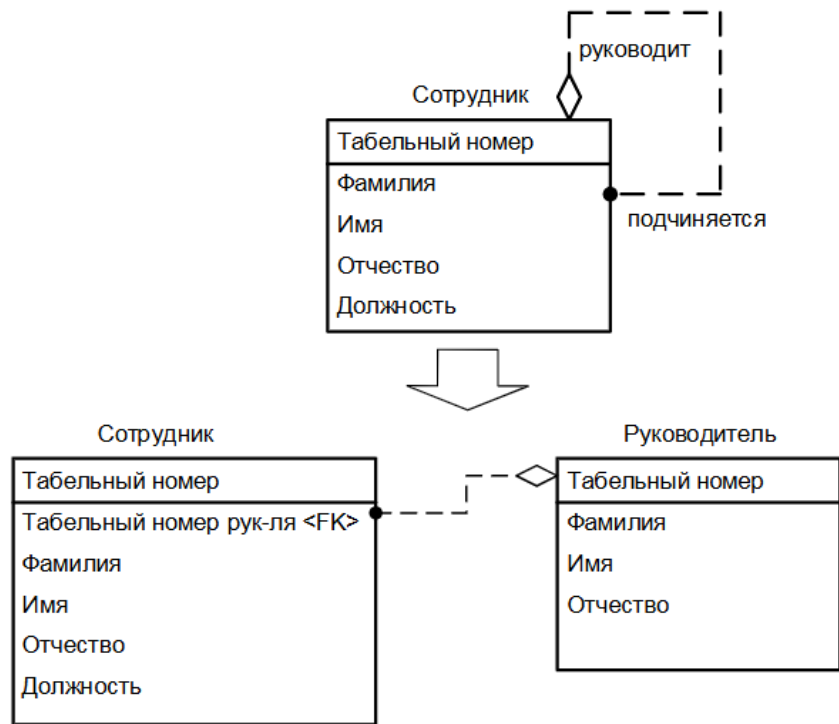 руководит
Сотрудник
Табельный номер
Фамилия
подчиняется
Имя
Отчество
Должность
Сотрудник
Табельный номер
Табельный номер рук-ля <FK>
Фамилия
Имя
Отчество
Должность
Руководитель
Табельный номер
Фамилия
Имя
Отчество